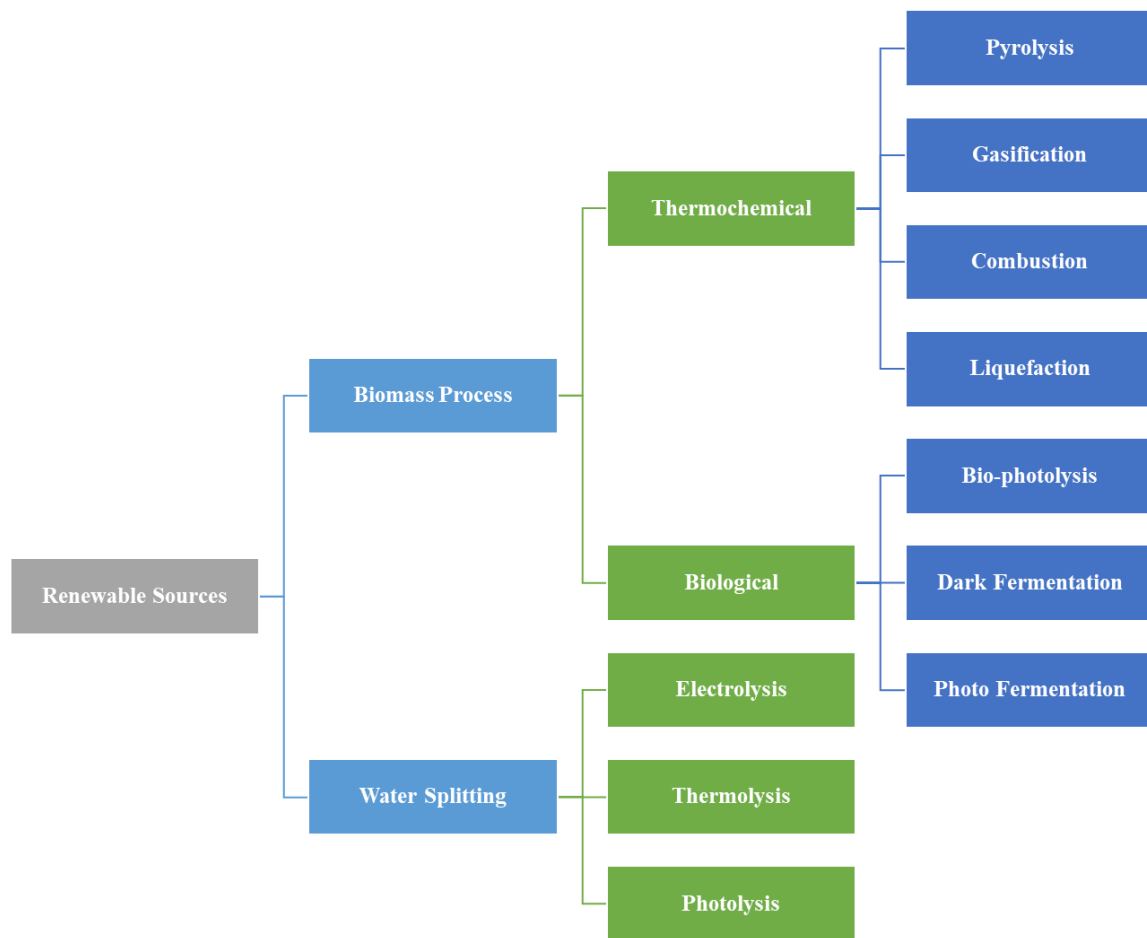 Pyrolysis
Gasification
Thermochemical
Combustion
Liquefaction
Biomass Process
Bio-photolysis
Renewable Sources
Biological
Dark Fermentation
Electrolysis
Photo Fermentation
Water Splitting
Thermolysis
Photolysis